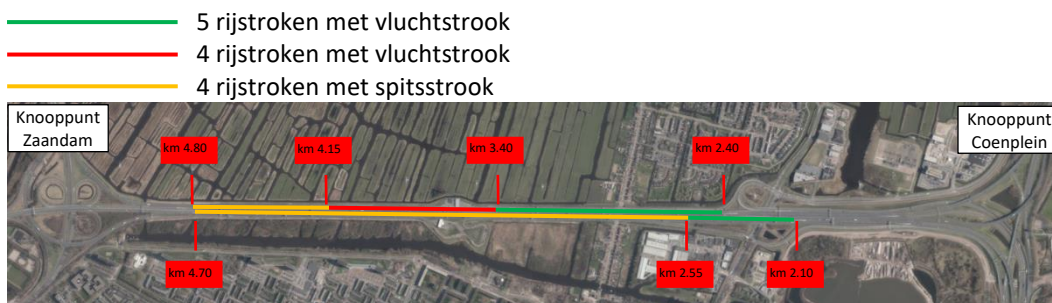 5 rijstroken met vluchtstrook
4 rijstroken met vluchtstrook
4 rijstroken met spitsstrook
Knooppunt
Zaandam
Knooppunt
Coenplein
km 4.80
km 4.15
km 3.40
km 2.40
km 4.70
km 2.55
km 2.10